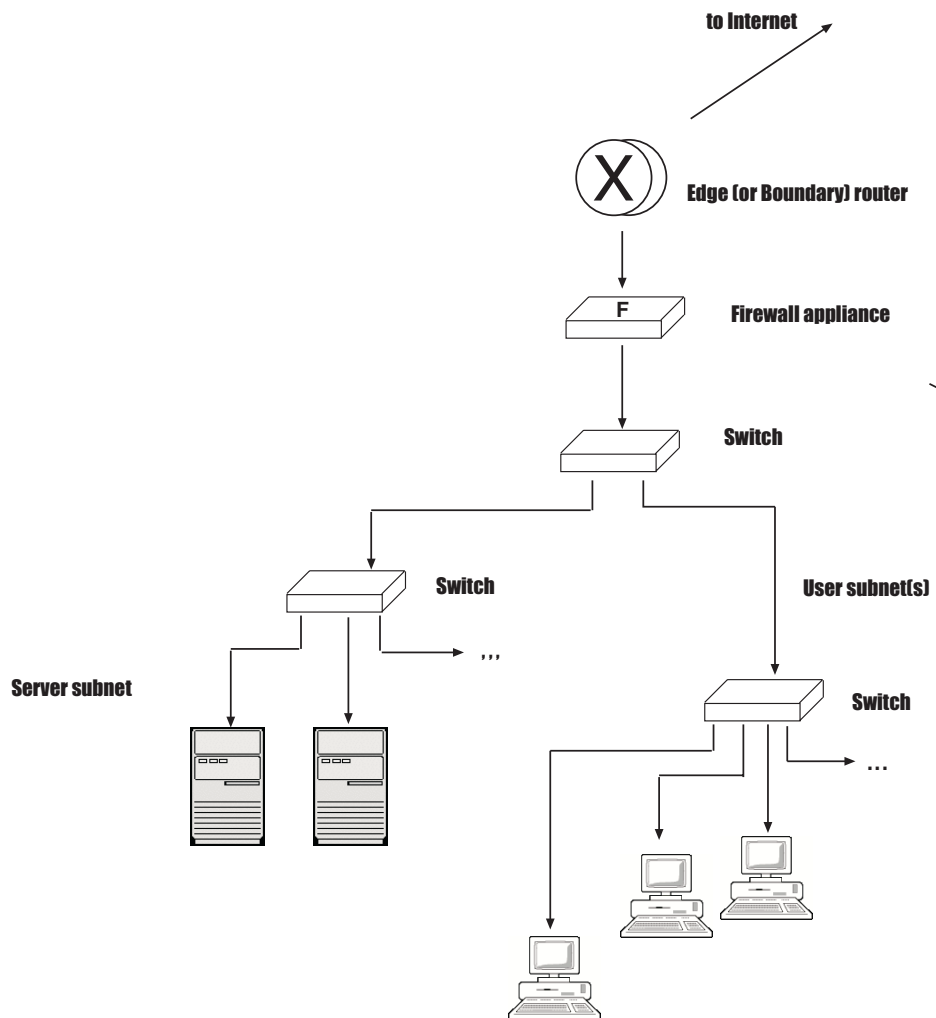 to Internet
X
Edge (or Boundary) router
F
Firewall appliance
Switch
Switch
User subnet(s)
,,,
Server subnet
Switch
...